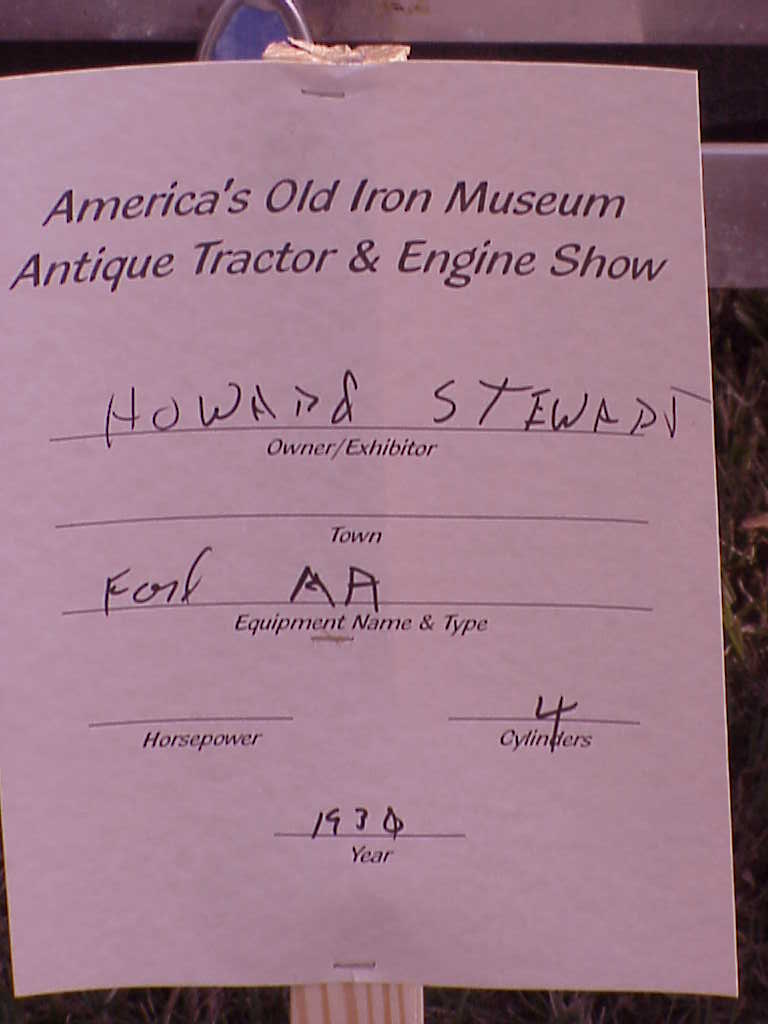 America's Old Iron Museum
Antique Tractor & Engine Show
HOWARd STEWART
Owner/Exhibitor
Town
Ford AA
Equipment Name & Type
4
Horsepower Cylinders
1930
Year